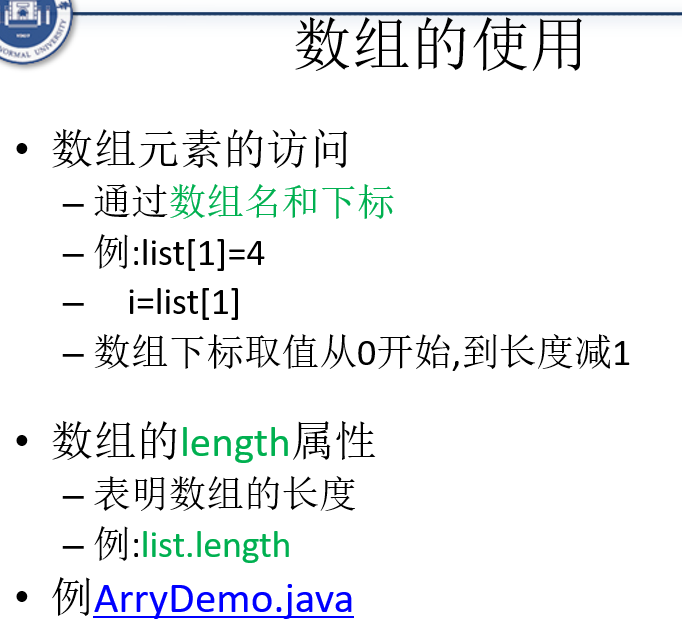 NORMAL UNIVERSITY
数组的使用
• 数组元素的访问
– 通过数组名和下标
– 例:list[1]=4
– i=list[1]
– 数组下标取值从0开始,到长度减1
• 数组的length属性
– 表明数组的长度
– 例:list.length
• 例ArryDemo.java